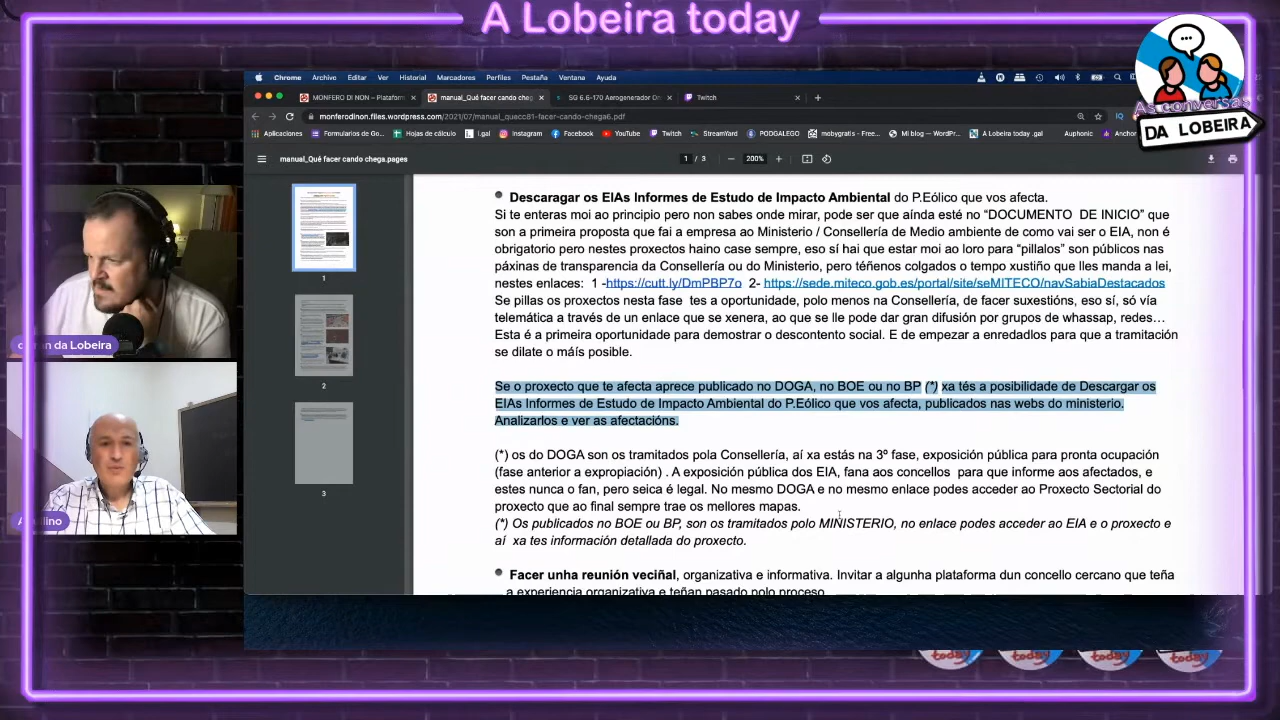 A Lobeira today
As conversas
DA LOBEIRA
Chrome Archivo Editar Ver Historial Marcadores Perfiles Pestaña Ventana Ayuda
MONFERO DI NON – Plataform
manual_Qué facer cando cheg
SG 6.6-170 Aerogenerador On
Twitch
monferodinon.files.wordpress.com/2021/07/manual_quecc81-facer-cando-chega6.pdf
Aplicaciones Formularios de Go... Hojas de cálculo l.gal Instagram Facebook YouTube Twitch StreamYard PODGALEGO mobygratis - Free... Mi blog — WordPr... A Lobeira today .gal Auphonic Anchor
manual_Qué facer cando chega.pages
1 / 3
200%
Descaragar os EIAs Informes de Estudo de Impacto Ambiental do P.Eólico que vos afecta.
Si te enteras moi ao principio pero non sabes onde mirar, pode ser que aínda esté no “DOCUMENTO DE INICIO” que
son a primeira proposta que fai a empresa ao Ministerio / Consellería de Medio ambiente de como vai ser o EIA, non é
obrigatorio pero nestes proxectos faino case sempre, eso sí hai que estar moi ao loro para “pillalos” son públicos nas
páxinas de transparencia da Consellería ou do Ministerio, pero téñenos colgados o tempo xustiño que lles manda a lei,
nestes enlaces: 1 -https://cutt.ly/DmPBP7o 2- https://sede.miteco.gob.es/portal/site/seMITECO/navSabiaDestacados
Se pillas os proxectos nesta fase tes a oportunidade, polo menos na Consellería, de facer suxestións, eso sí, só vía
telemática a través de un enlace que se xenera, ao que se lle pode dar gran difusión por grupos de whassap, redes…
Esta é a primeira oportunidade para demostrar o descontento social. E de empezar a enredadlos para que a tramitación
se dilate o máís posible.
Se o proxecto que te afecta aprece publicado no DOGA, no BOE ou no BP (*) xa tés a posibilidade de Descargar os
EIAs Informes de Estudo de Impacto Ambiental do P.Eólico que vos afecta, publicados nas webs do ministerio.
Analizarlos e ver as afectacións.
(*) os do DOGA son os tramitados pola Consellería, aí xa estás na 3º fase, exposición pública para pronta ocupación
(fase anterior a expropiación) . A exposición pública dos EIA, fana aos concellos para que informe aos afectados, e
estes nunca o fan, pero seica é legal. No mesmo DOGA e no mesmo enlace podes acceder ao Proxecto Sectorial do
proxecto que ao final sempre trae os mellores mapas.
(*) Os publicados no BOE ou BP, son os tramitados polo MINISTERIO, no enlace podes acceder ao EIA e o proxecto e
aí xa tes información detallada do proxecto.
Facer unha reunión veciñal, organizativa e informativa. Invitar a algunha plataforma dun concello cercano que teña
a experiencia organizativa e teñan pasado polo proceso.
1
2
3
da Lobeira
today today today today